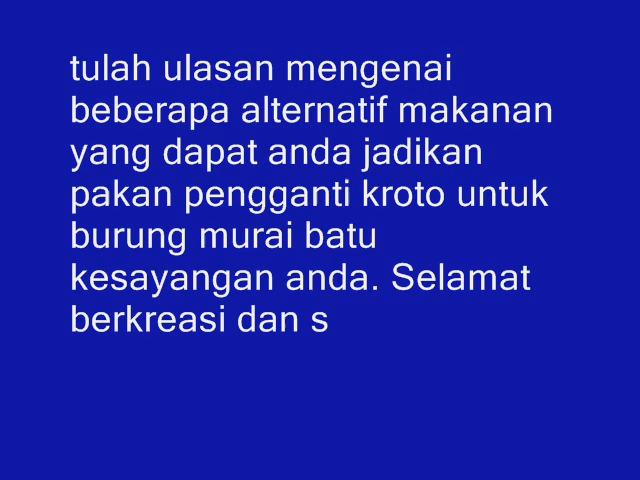 tulah ulasan mengenai
beberapa alternatif makanan
yang dapat anda jadikan
pakan pengganti kroto untuk
burung murai batu
kesayangan anda. Selamat
berkreasi dan s